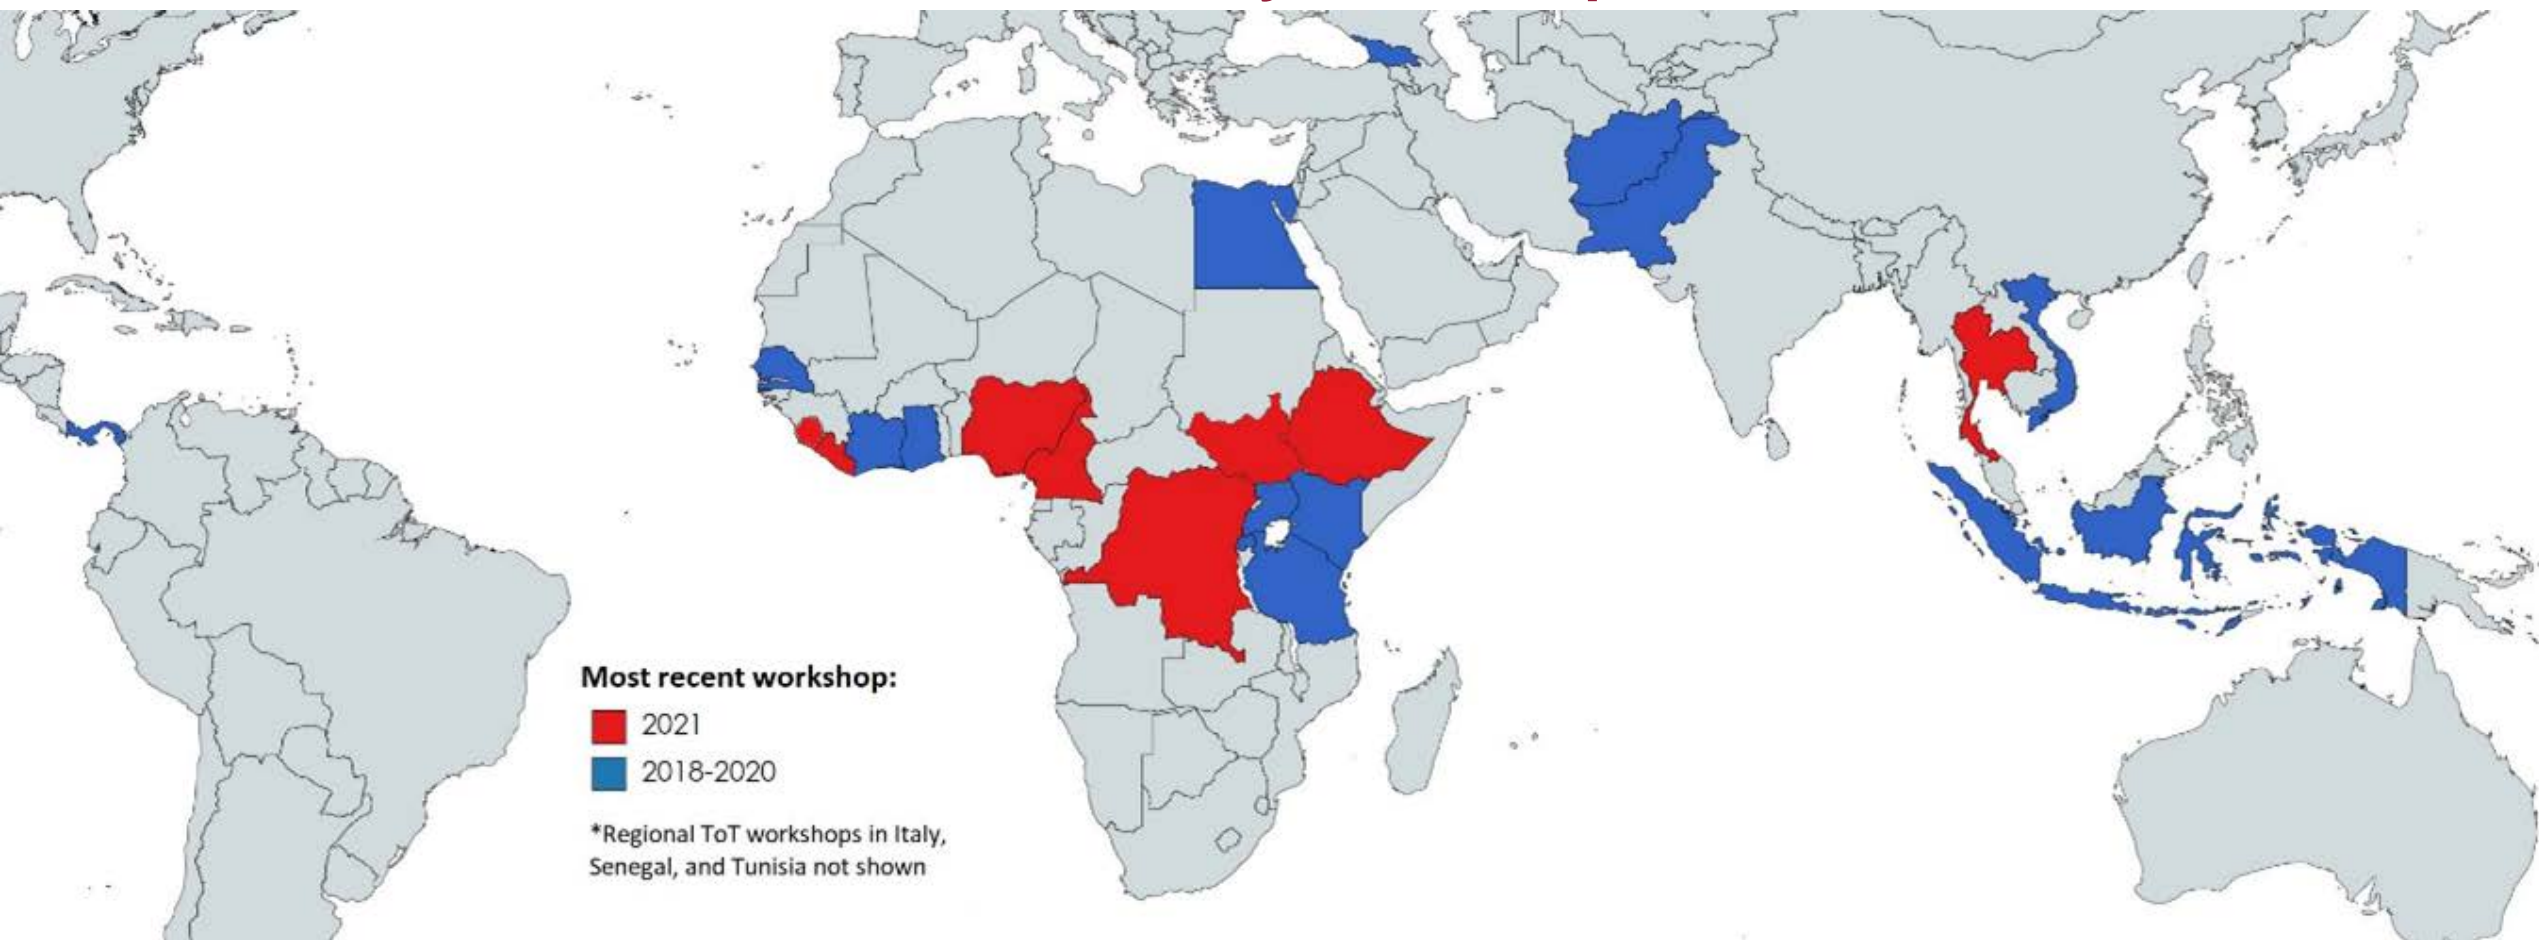 Most recent workshop:
2021
2018-2020
*Regional ToT workshops in Italy,
Senegal, and Tunisia not shown